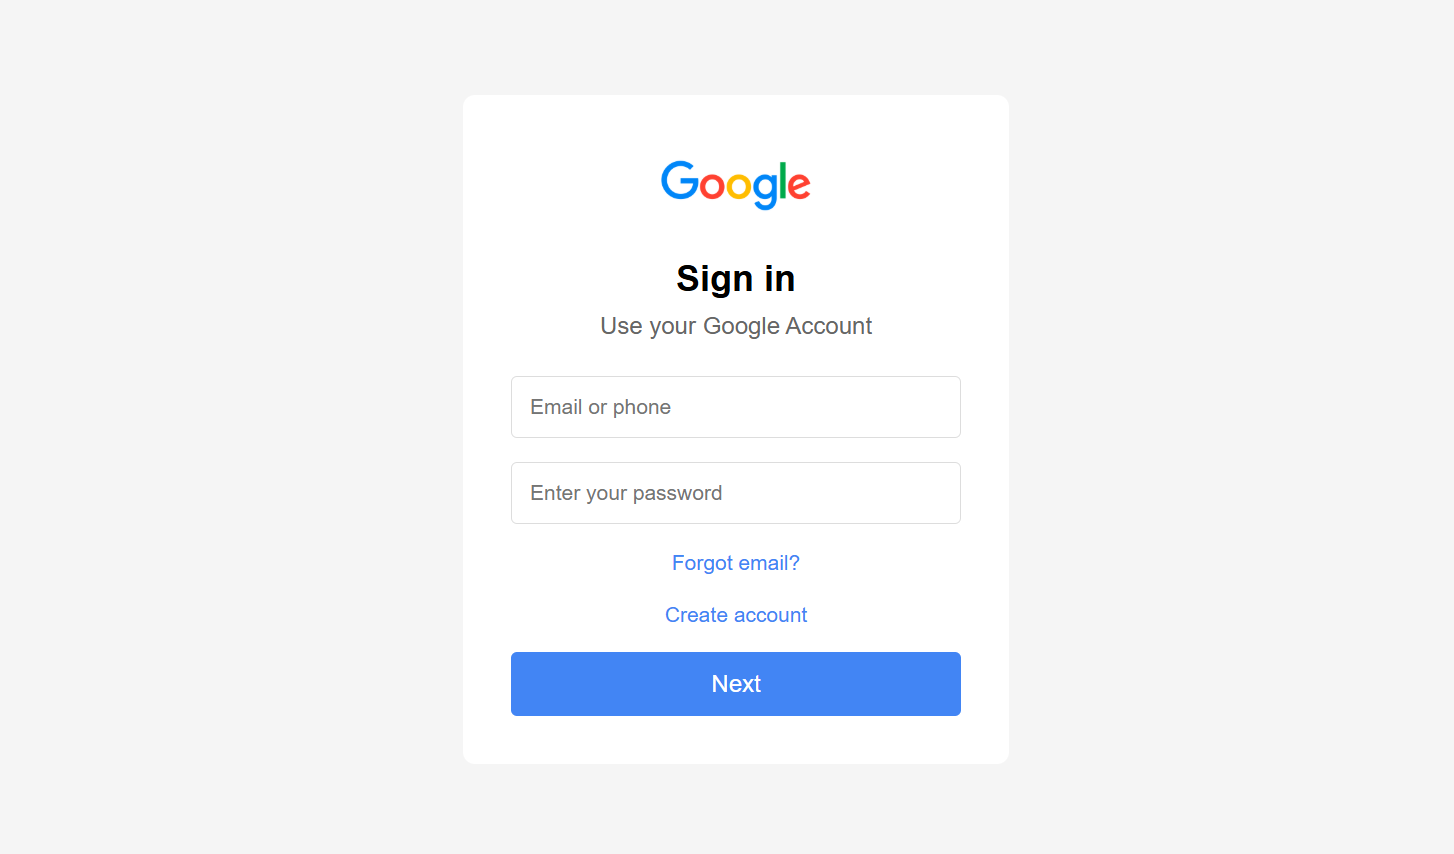 Google
Sign in
Use your Google Account
Email or phone
Enter your password
Forgot email?
Create account
Next